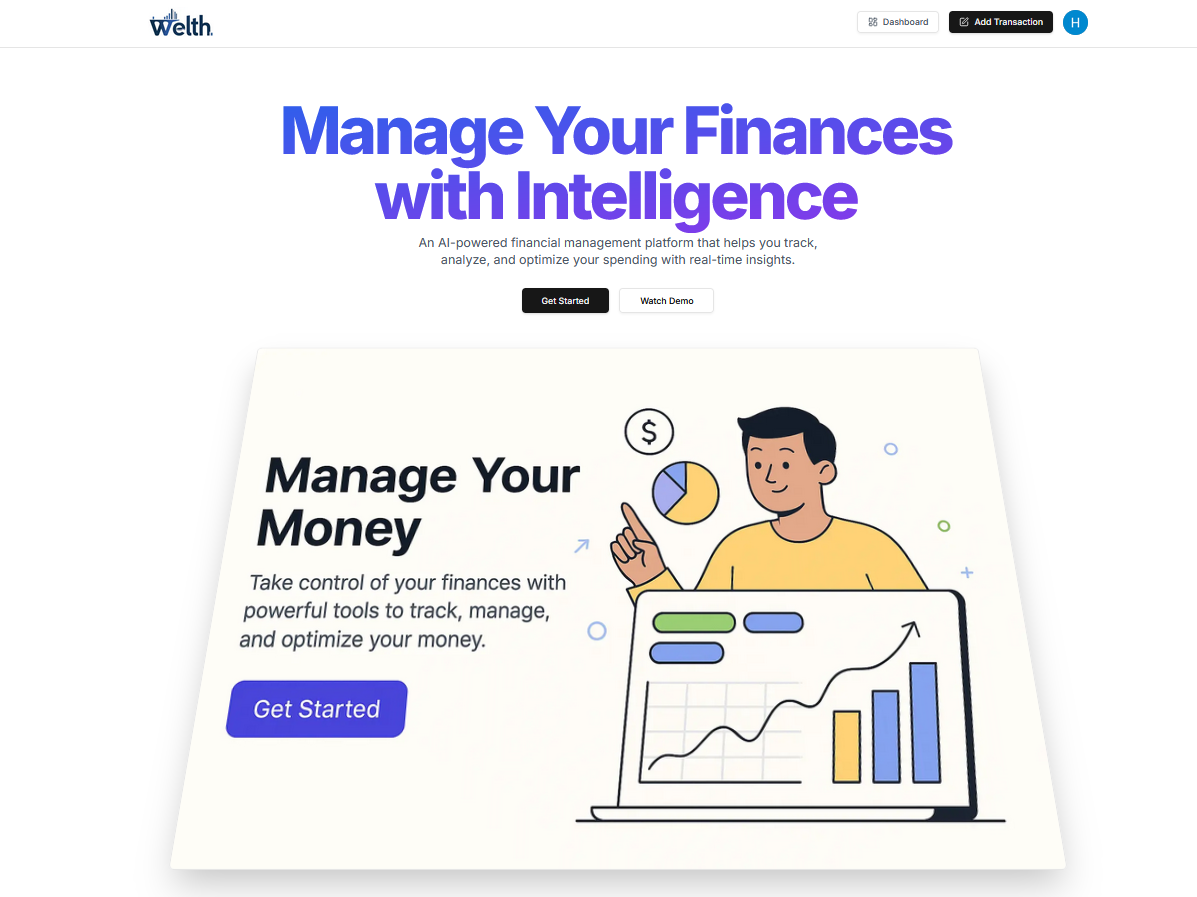 Welth.
Dashboard
Add Transaction
H
Manage Your Finances
with Intelligence
An AI-powered financial management platform that helps you track,
analyze, and optimize your spending with real-time insights.
Get Started
Watch Demo
$
Manage Your
Money
Take control of your finances with
powerful tools to track, manage,
and optimize your money.
Get Started